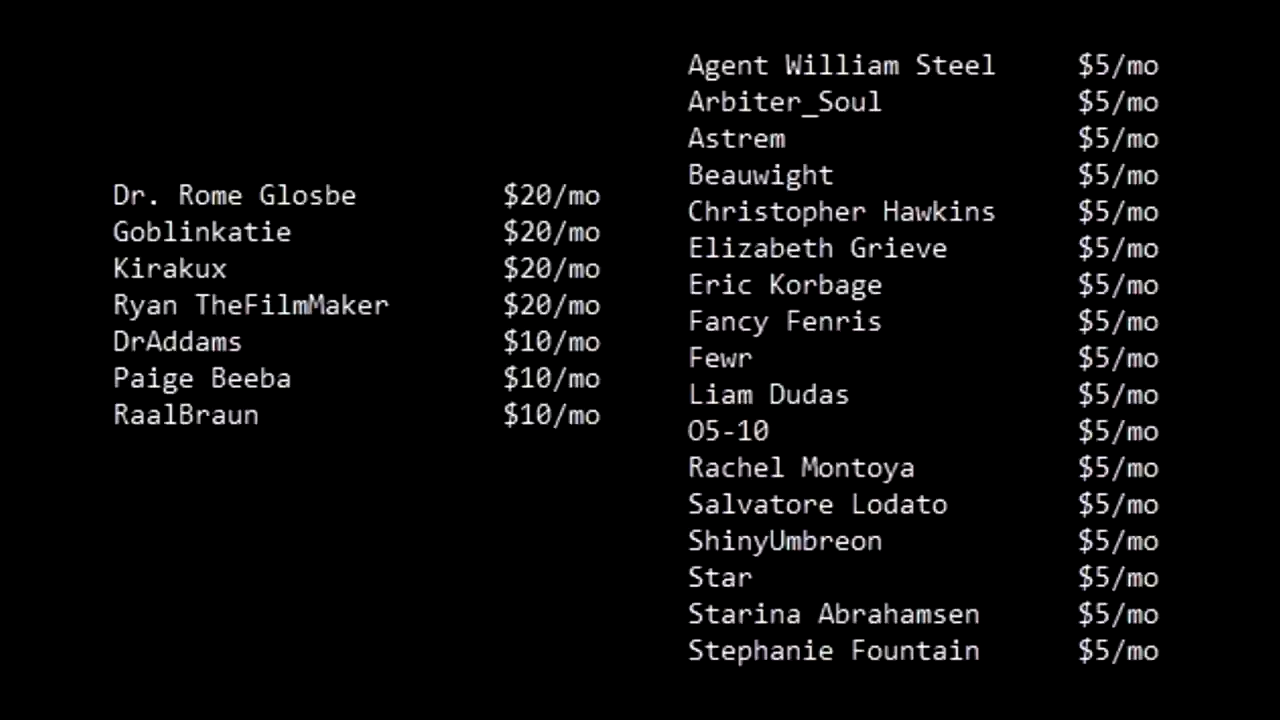 Dr. Rome Glosbe $20/mo
Goblinkatie $20/mo
Kirakux $20/mo
Ryan TheFilmMaker $20/mo
DrAddams $10/mo
Paige Beeba $10/mo
RaalBraun $10/mo
Agent William Steel $5/mo
Arbiter_Soul $5/mo
Astrem $5/mo
Beauwight $5/mo
Christopher Hawkins $5/mo
Elizabeth Grieve $5/mo
Eric Korbage $5/mo
Fancy Fenris $5/mo
Fewr $5/mo
Liam Dudas $5/mo
O5-10 $5/mo
Rachel Montoya $5/mo
Salvatore Lodato $5/mo
ShinyUmbreon $5/mo
Star $5/mo
Starina Abrahamsen $5/mo
Stephanie Fountain $5/mo